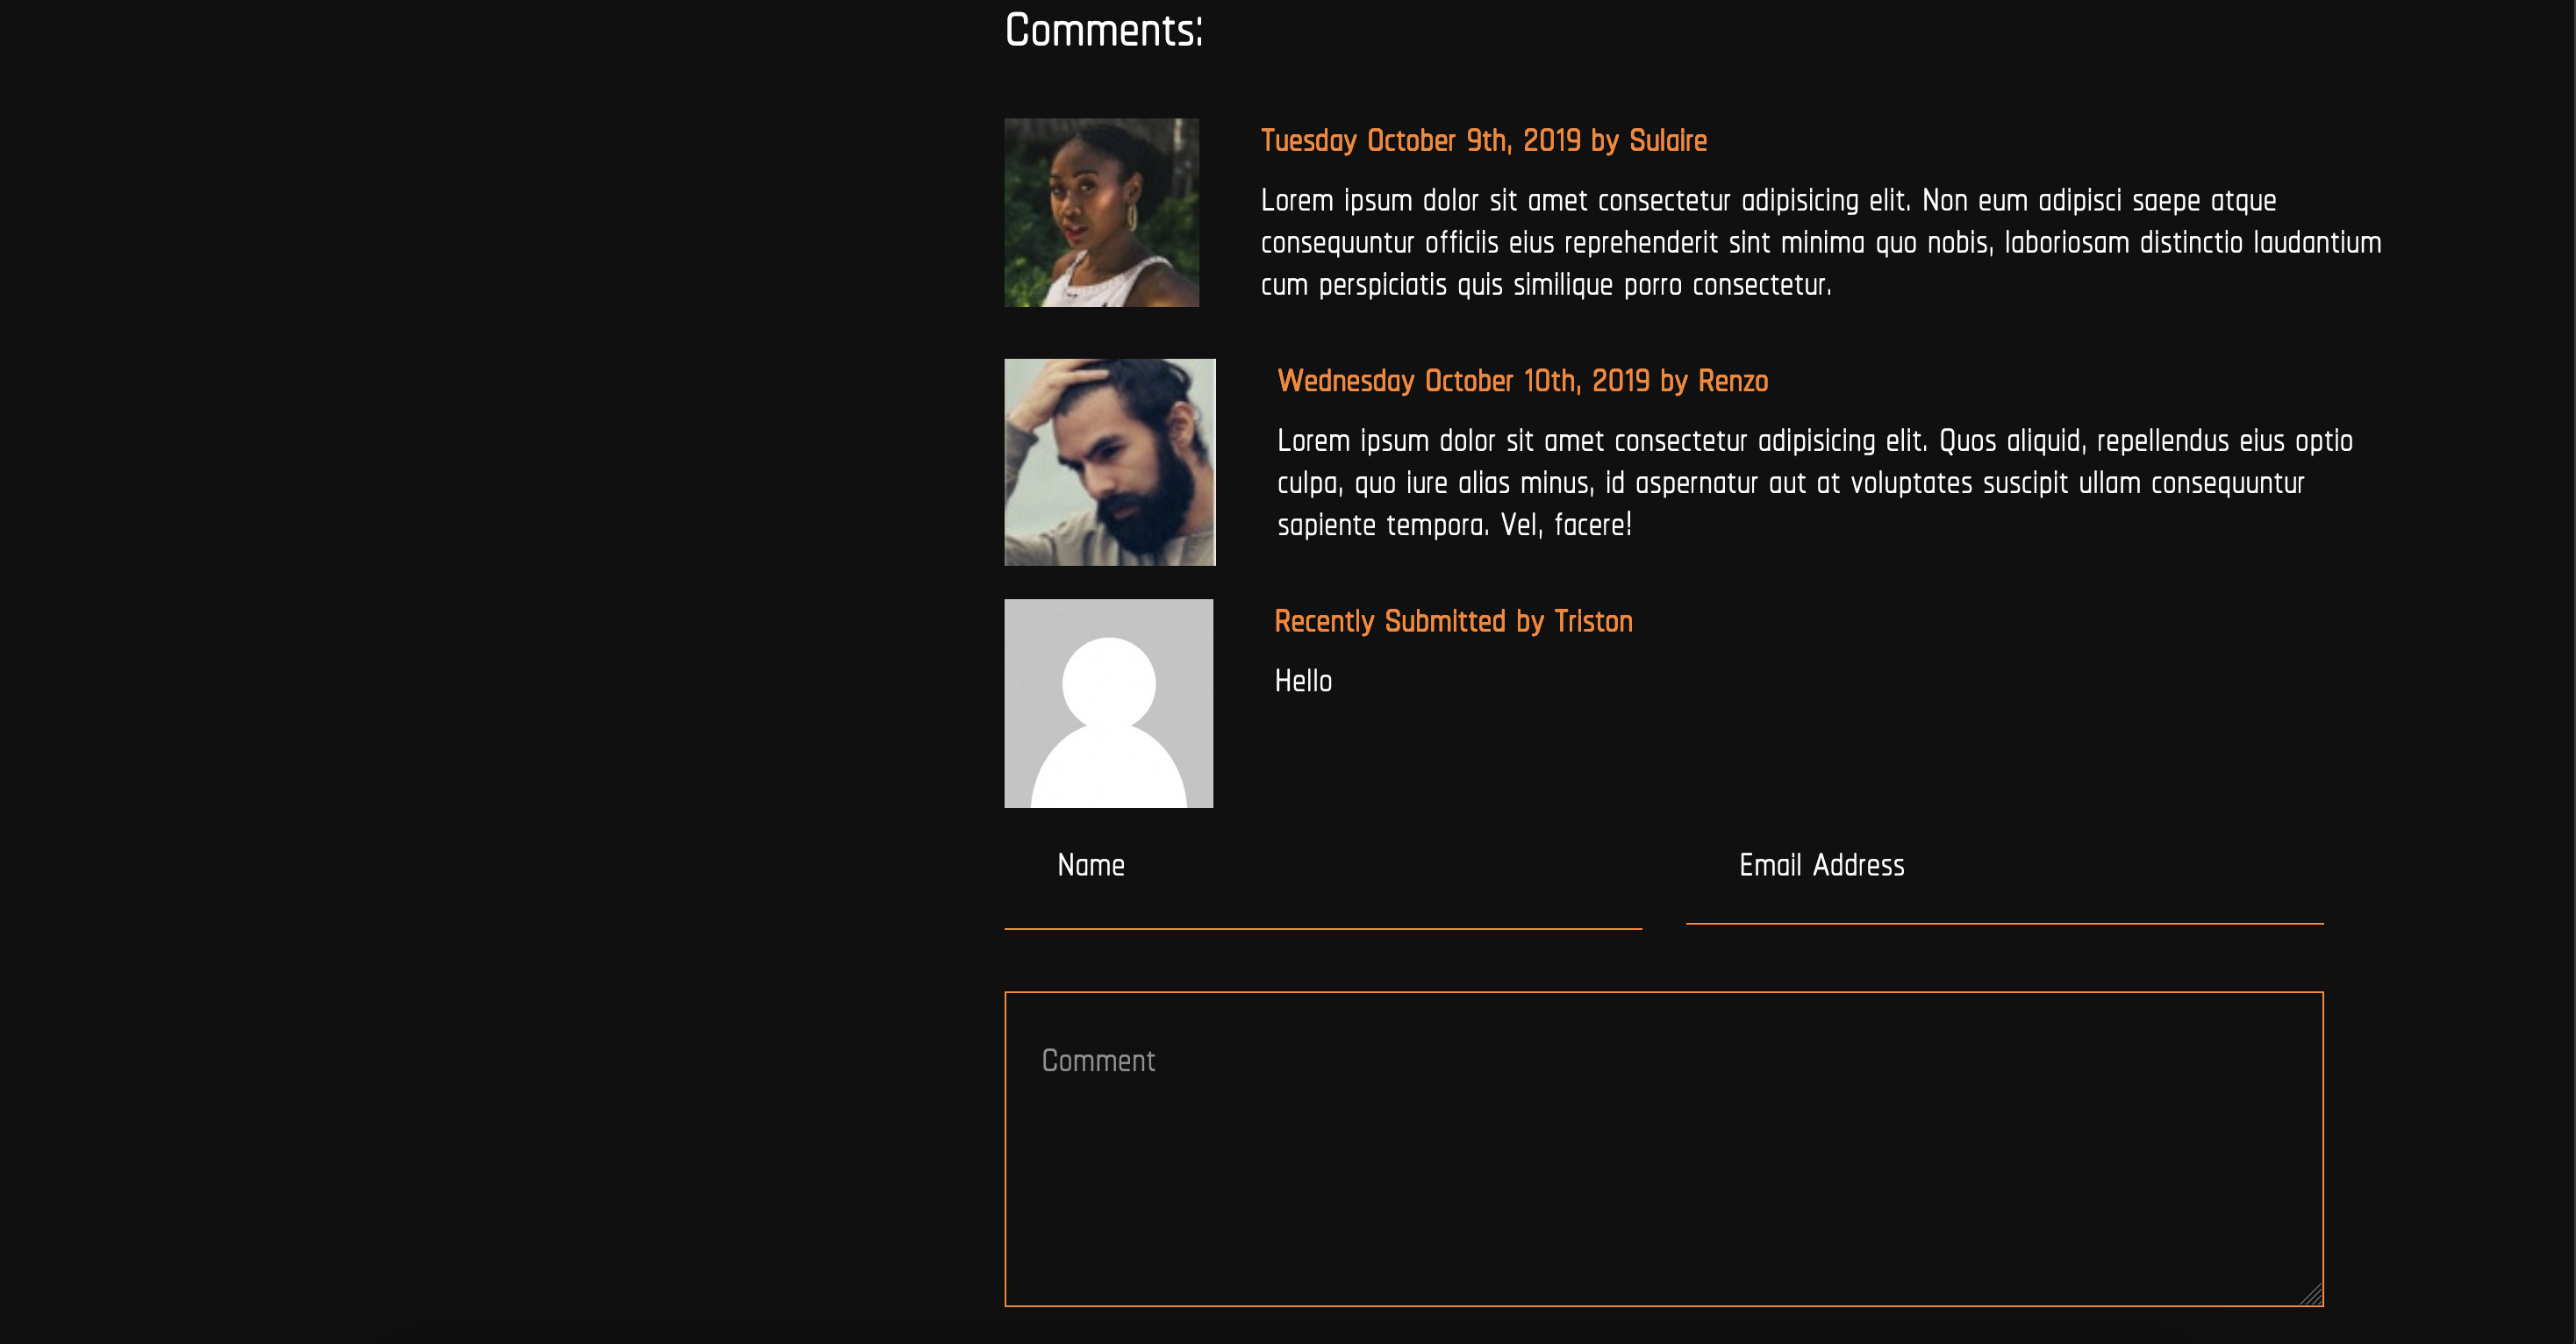 Comments:
Tuesday October 9th, 2019 by Sulaire
Lorem ipsum dolor sit amet consectetur adipisicing elit. Non eum adipisci saepe atque
consequuntur officiis eius reprehenderit sint minima quo nobis, laboriosam distinctio laudantium
cum perspiciatis quis similique porro consectetur.
Wednesday October 10th, 2019 by Renzo
Lorem ipsum dolor sit amet consectetur adipisicing elit. Quos aliquid, repellendus eius optio
culpa, quo iure alias minus, id aspernatur aut at voluptates suscipit ullam consequuntur
sapiente tempora. Vel, facere!
Recently Submitted by Triston
Hello
Name
Email Address
Comment